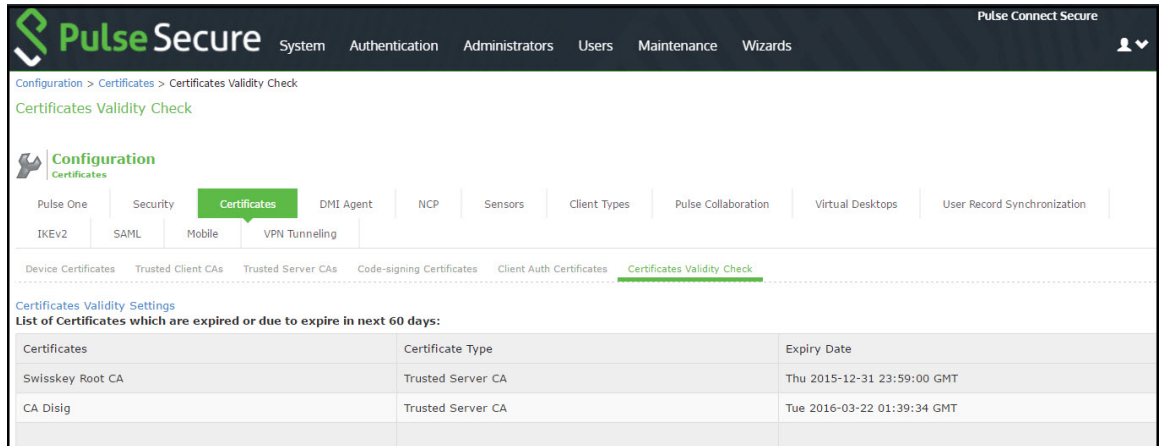 Pulse Connect Secure
Pulse Secure System Authentication Administrators Users Maintenance Wizards
Configuration > Certificates > Certificates Validity Check
Certificates Validity Check
Configuration
Certificates
Pulse One Security Certificates DMI Agent NCP Sensors Client Types Pulse Collaboration Virtual Desktops User Record Synchronization
IKEv2 SAML Mobile VPN Tunneling
Device Certificates Trusted Client CAs Trusted Server CAs Code-signing Certificates Client Auth Certificates Certificates Validity Check
Certificates Validity Settings
List of Certificates which are expired or due to expire in next 60 days:
Certificates Certificate Type Expiry Date
Swisskey Root CA Trusted Server CA Thu 2015-12-31 23:59:00 GMT
CA Disig Trusted Server CA Tue 2016-03-22 01:39:34 GMT